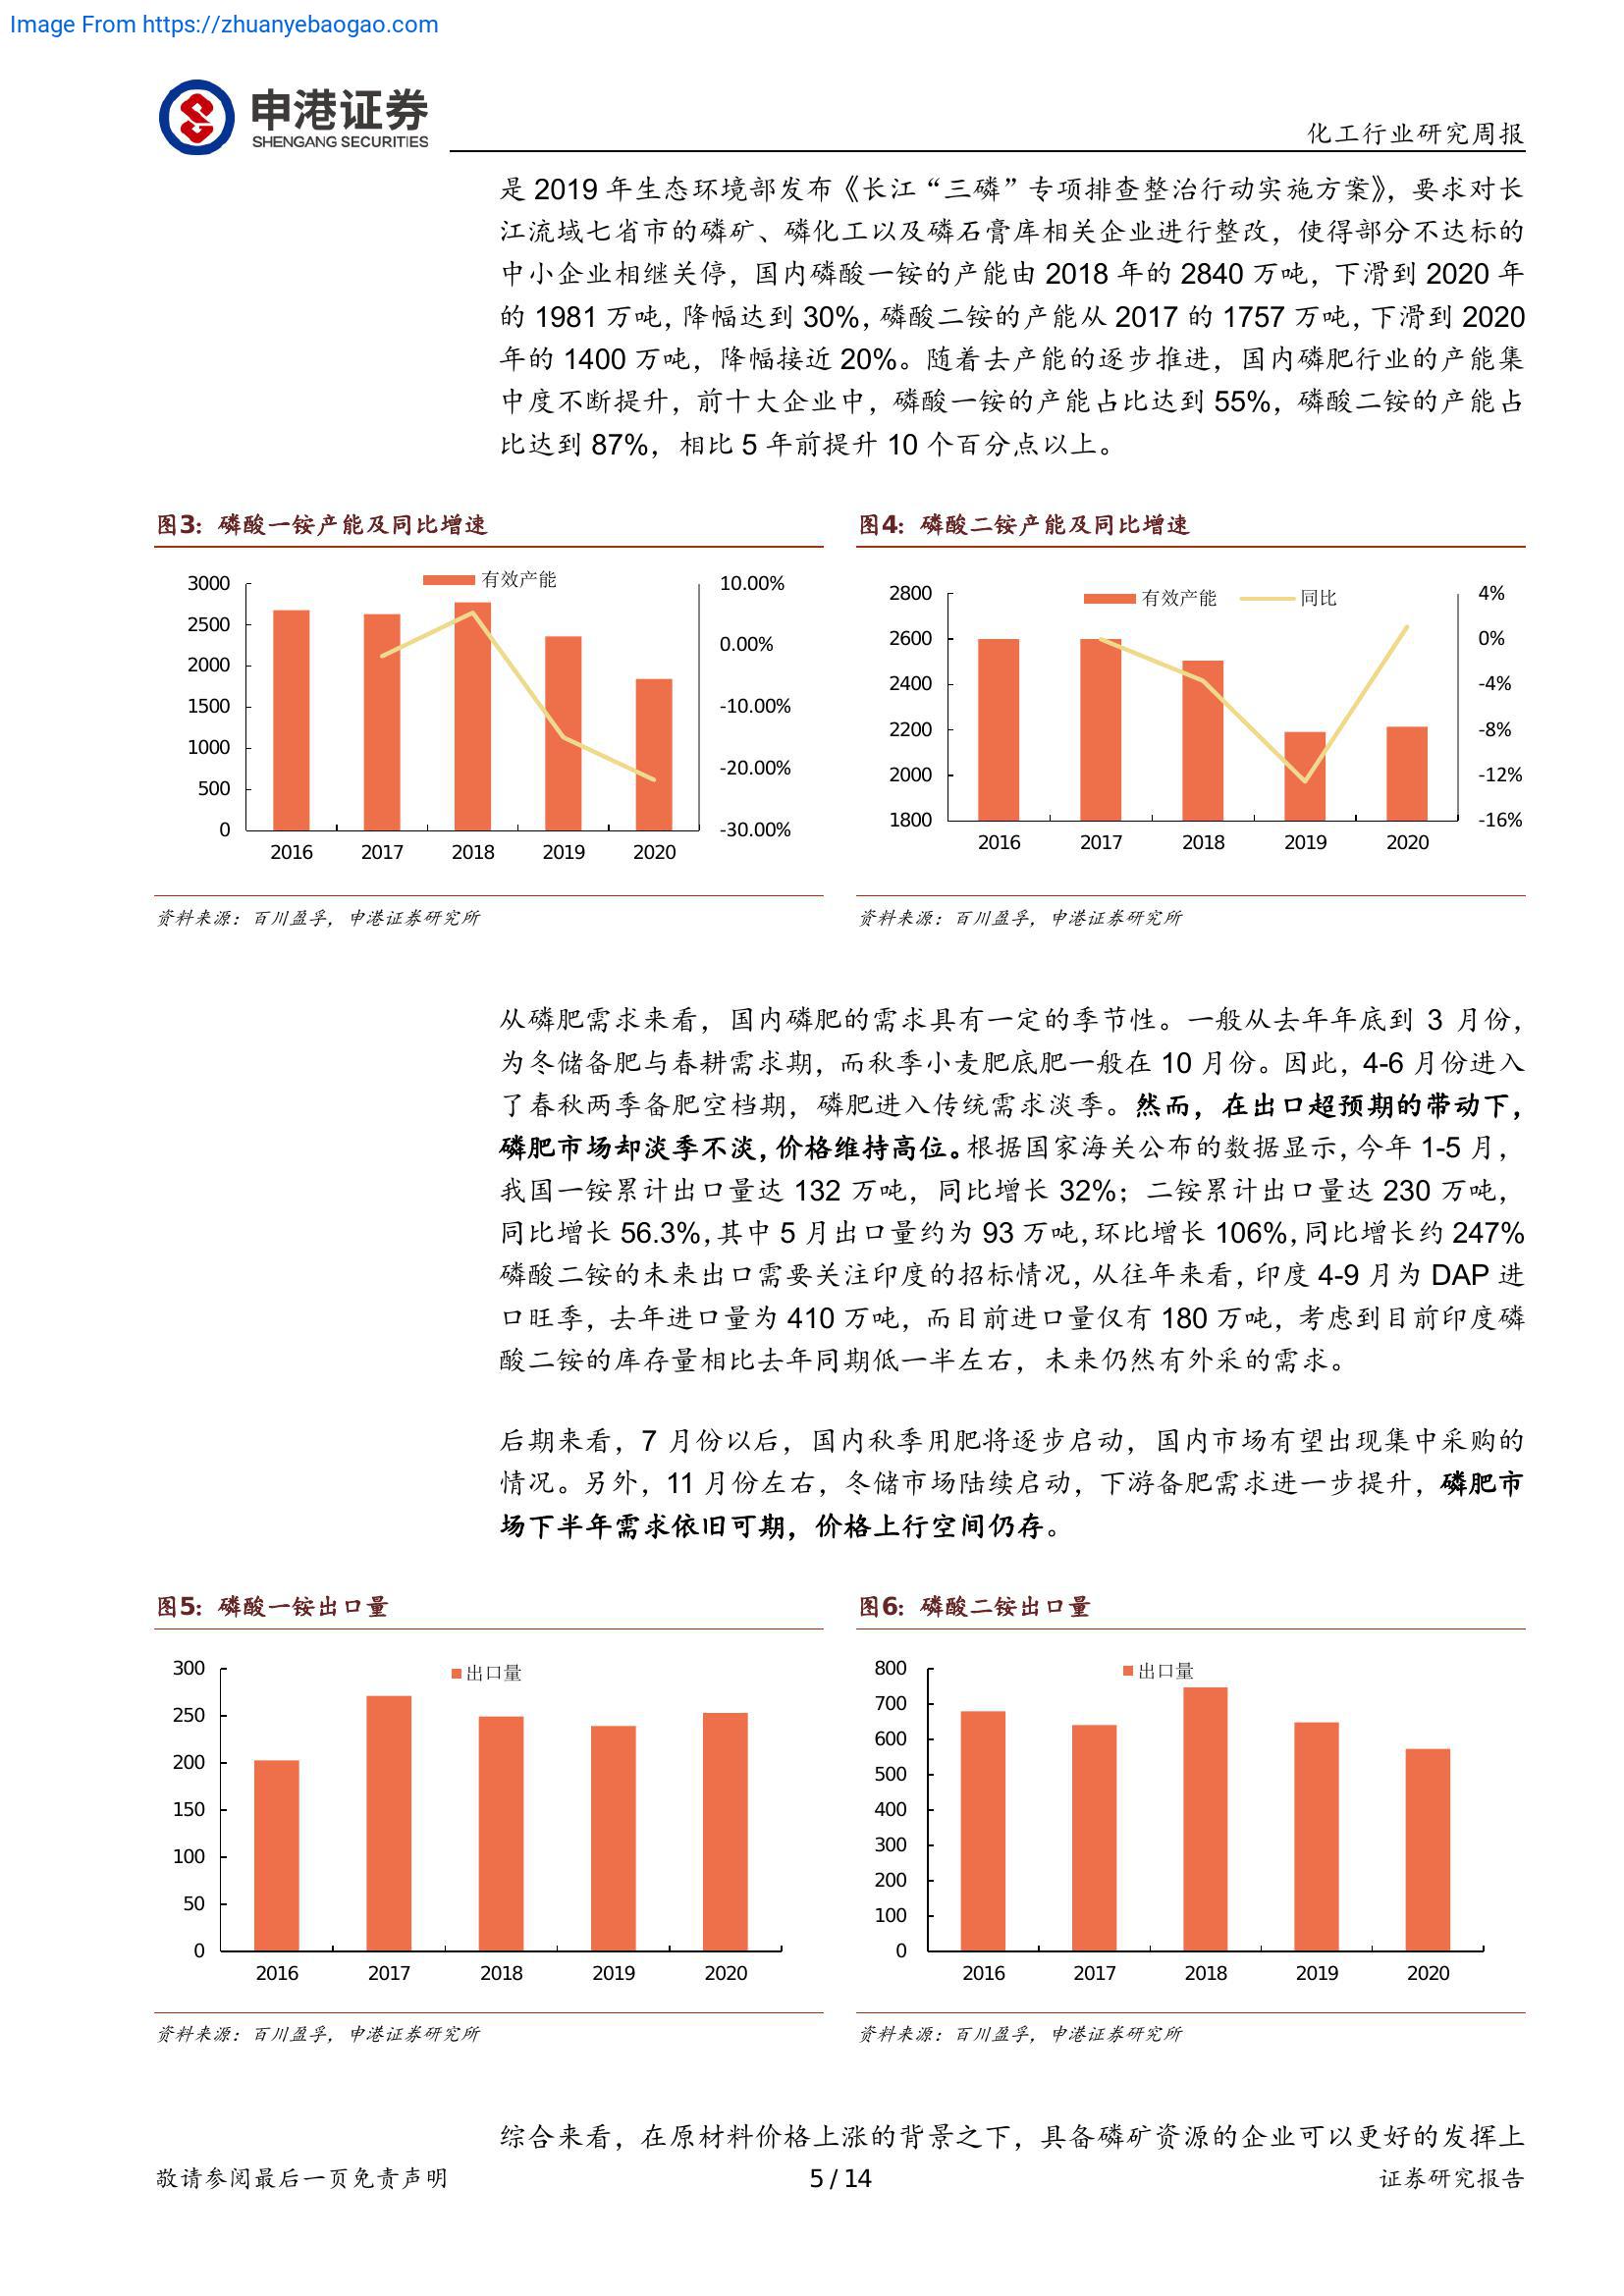 Image From https://zhuanyebaogao.com
申港证券
SHENGANG SECURITIES
化工行业研究周报
是 2019 年生态环境部发布《长江“三磷”专项排查整治行动实施方案》，要求对长
江流域七省市的磷矿、磷化工以及磷石膏库相关企业进行整改，使得部分不达标的
中小企业相继关停，国内磷酸一铵的产能由 2018 年的 2840 万吨，下滑到 2020 年
的 1981 万吨，降幅达到 30%，磷酸二铵的产能从 2017 的 1757 万吨，下滑到 2020
年的 1400 万吨，降幅接近 20%。随着去产能的逐步推进，国内磷肥行业的产能集
中度不断提升，前十大企业中，磷酸一铵的产能占比达到 55%，磷酸二铵的产能占
比达到 87%，相比 5 年前提升 10 个百分点以上。
图3：磷酸一铵产能及同比增速
有效产能
3000
2500
2000
1500
1000
500
0
10.00%
0.00%
-10.00%
-20.00%
-30.00%
2016 2017 2018 2019 2020
资料来源：百川盈孚，申港证券研究所
图4：磷酸二铵产能及同比增速
有效产能 同比
2800
2600
2400
2200
2000
1800
4%
0%
-4%
-8%
-12%
-16%
2016 2017 2018 2019 2020
资料来源：百川盈孚，申港证券研究所
从磷肥需求来看，国内磷肥的需求具有一定的季节性。一般从去年年底到 3 月份，
为冬储备肥与春耕需求期，而秋季小麦肥底肥一般在 10 月份。因此，4-6 月份进入
了春秋两季备肥空档期，磷肥进入传统需求淡季。然而，在出口超预期的带动下，
磷肥市场却淡季不淡，价格维持高位。根据国家海关公布的数据显示，今年 1-5 月，
我国一铵累计出口量达 132 万吨，同比增长 32%；二铵累计出口量达 230 万吨，
同比增长 56.3%，其中 5 月出口量约为 93 万吨，环比增长 106%，同比增长约 247%
磷酸二铵的未来出口需要关注印度的招标情况，从往年来看，印度 4-9 月为 DAP 进
口旺季，去年进口量为 410 万吨，而目前进口量仅有 180 万吨，考虑到目前印度磷
酸二铵的库存量相比去年同期低一半左右，未来仍然有外采的需求。
后期来看，7 月份以后，国内秋季用肥将逐步启动，国内市场有望出现集中采购的
情况。另外，11 月份左右，冬储市场陆续启动，下游备肥需求进一步提升，磷肥市
场下半年需求依旧可期，价格上行空间仍存。
图5：磷酸一铵出口量
出口量
300
250
200
150
100
50
0
2016 2017 2018 2019 2020
资料来源：百川盈孚，申港证券研究所
图6：磷酸二铵出口量
出口量
800
700
600
500
400
300
200
100
0
2016 2017 2018 2019 2020
资料来源：百川盈孚，申港证券研究所
综合来看，在原材料价格上涨的背景之下，具备磷矿资源的企业可以更好的发挥上
敬请参阅最后一页免责声明
5 / 14
证券研究报告